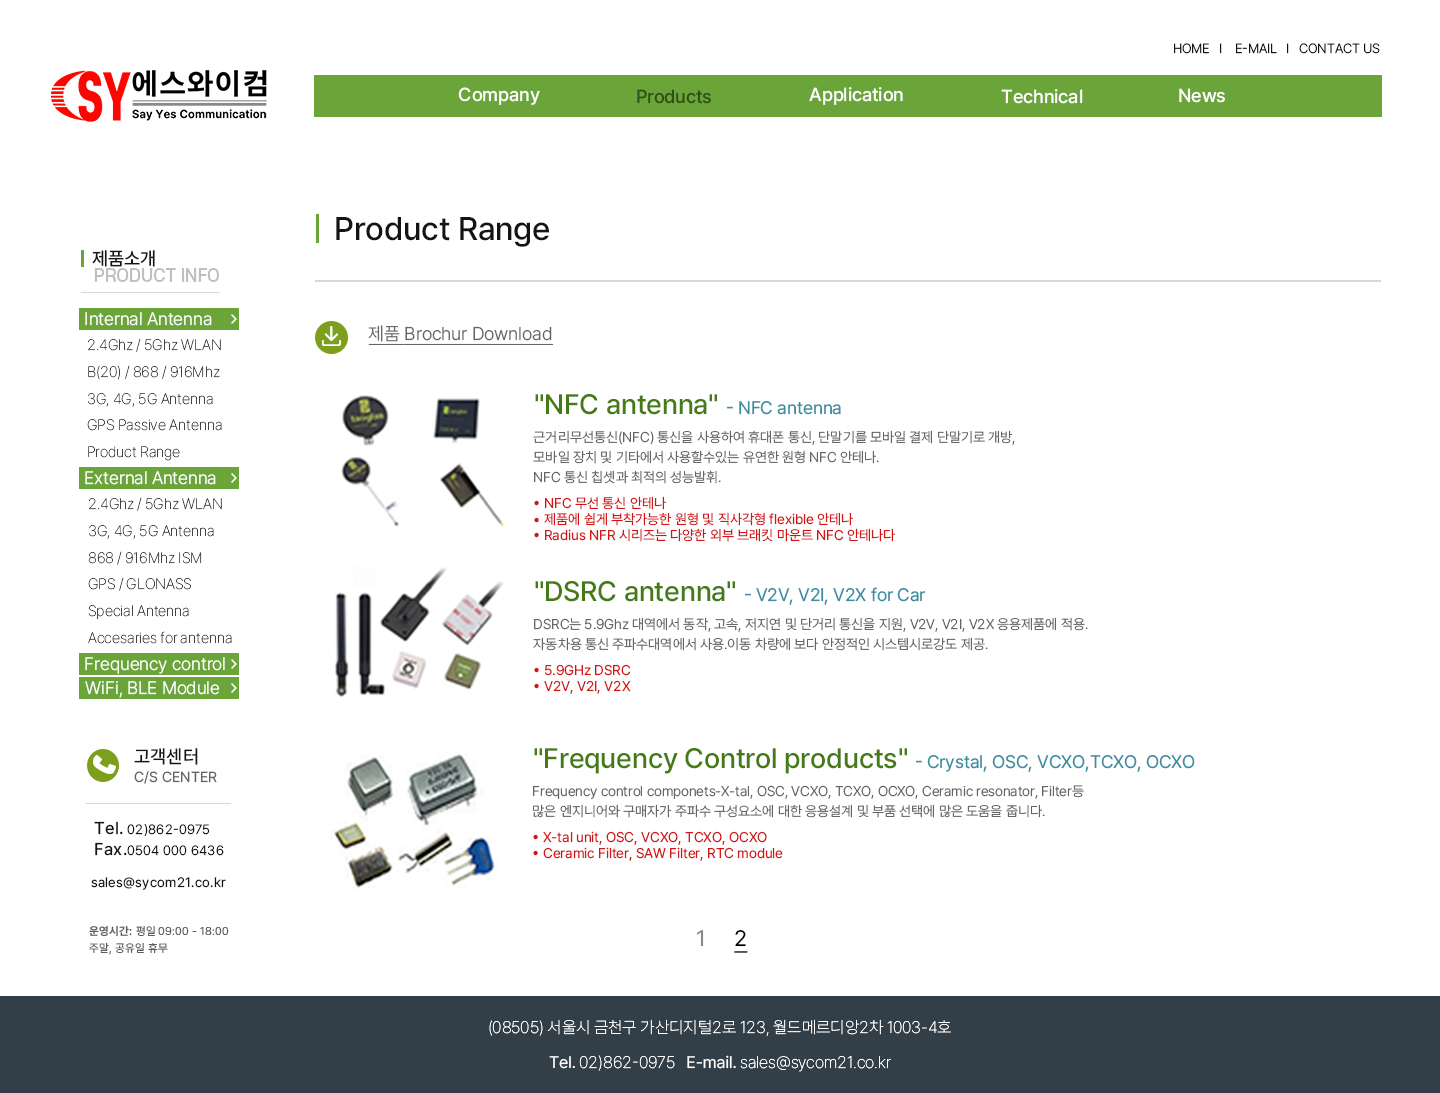 HOME I E-MAIL I CONTACT US
SY에스와이컴
Say Yes Communication
Company Products Application Technical News
Product Range
제품소개
PRODUCT INFO
Internal Antenna
2.4Ghz / 5Ghz WLAN
B(20) / 868 / 916Mhz
3G, 4G, 5G Antenna
GPS Passive Antenna
Product Range
External Antenna
2.4Ghz / 5Ghz WLAN
3G, 4G, 5G Antenna
868 / 916Mhz ISM
GPS / GLONASS
Special Antenna
Accesaries for antenna
Frequency control
WiFi, BLE Module
고객센터
C/S CENTER
Tel. 02)862-0975
Fax.0504 000 6436
sales@sycom21.co.kr
운영시간: 평일 09:00 - 18:00
주말, 공유일 휴무
제품 Brochur Download
"NFC antenna" - NFC antenna
근거리무선통신(NFC) 통신을 사용하여 휴대폰 통신, 단말기를 모바일 결제 단말기로 개방,
모바일 장치 및 기타에서 사용할수있는 유연한 원형 NFC 안테나.
NFC 통신 칩셋과 최적의 성능발휘.
• NFC 무선 통신 안테나
• 제품에 쉽게 부착가능한 원형 및 직사각형 flexible 안테나
• Radius NFR 시리즈는 다양한 외부 브래킷 마운트 NFC 안테나다
"DSRC antenna" - V2V, V2I, V2X for Car
DSRC는 5.9Ghz 대역에서 동작, 고속, 저지연 및 단거리 통신을 지원, V2V, V2I, V2X 응용제품에 적용.
자동차용 통신 주파수대역에서 사용.이동 차량에 보다 안정적인 시스템시로강도 제공.
• 5.9GHz DSRC
• V2V, V2I, V2X
"Frequency Control products" - Crystal, OSC, VCXO,TCXO, OCXO
Frequency control componets-X-tal, OSC, VCXO, TCXO, OCXO, Ceramic resonator, Filter등
많은 엔지니어와 구매자가 주파수 구성요소에 대한 응용설계 및 부품 선택에 많은 도움을 줍니다.
• X-tal unit, OSC, VCXO, TCXO, OCXO
• Ceramic Filter, SAW Filter, RTC module
1 2
(08505) 서울시 금천구 가산디지털2로 123, 월드메르디앙2차 1003-4호
Tel. 02)862-0975 E-mail. sales@sycom21.co.kr